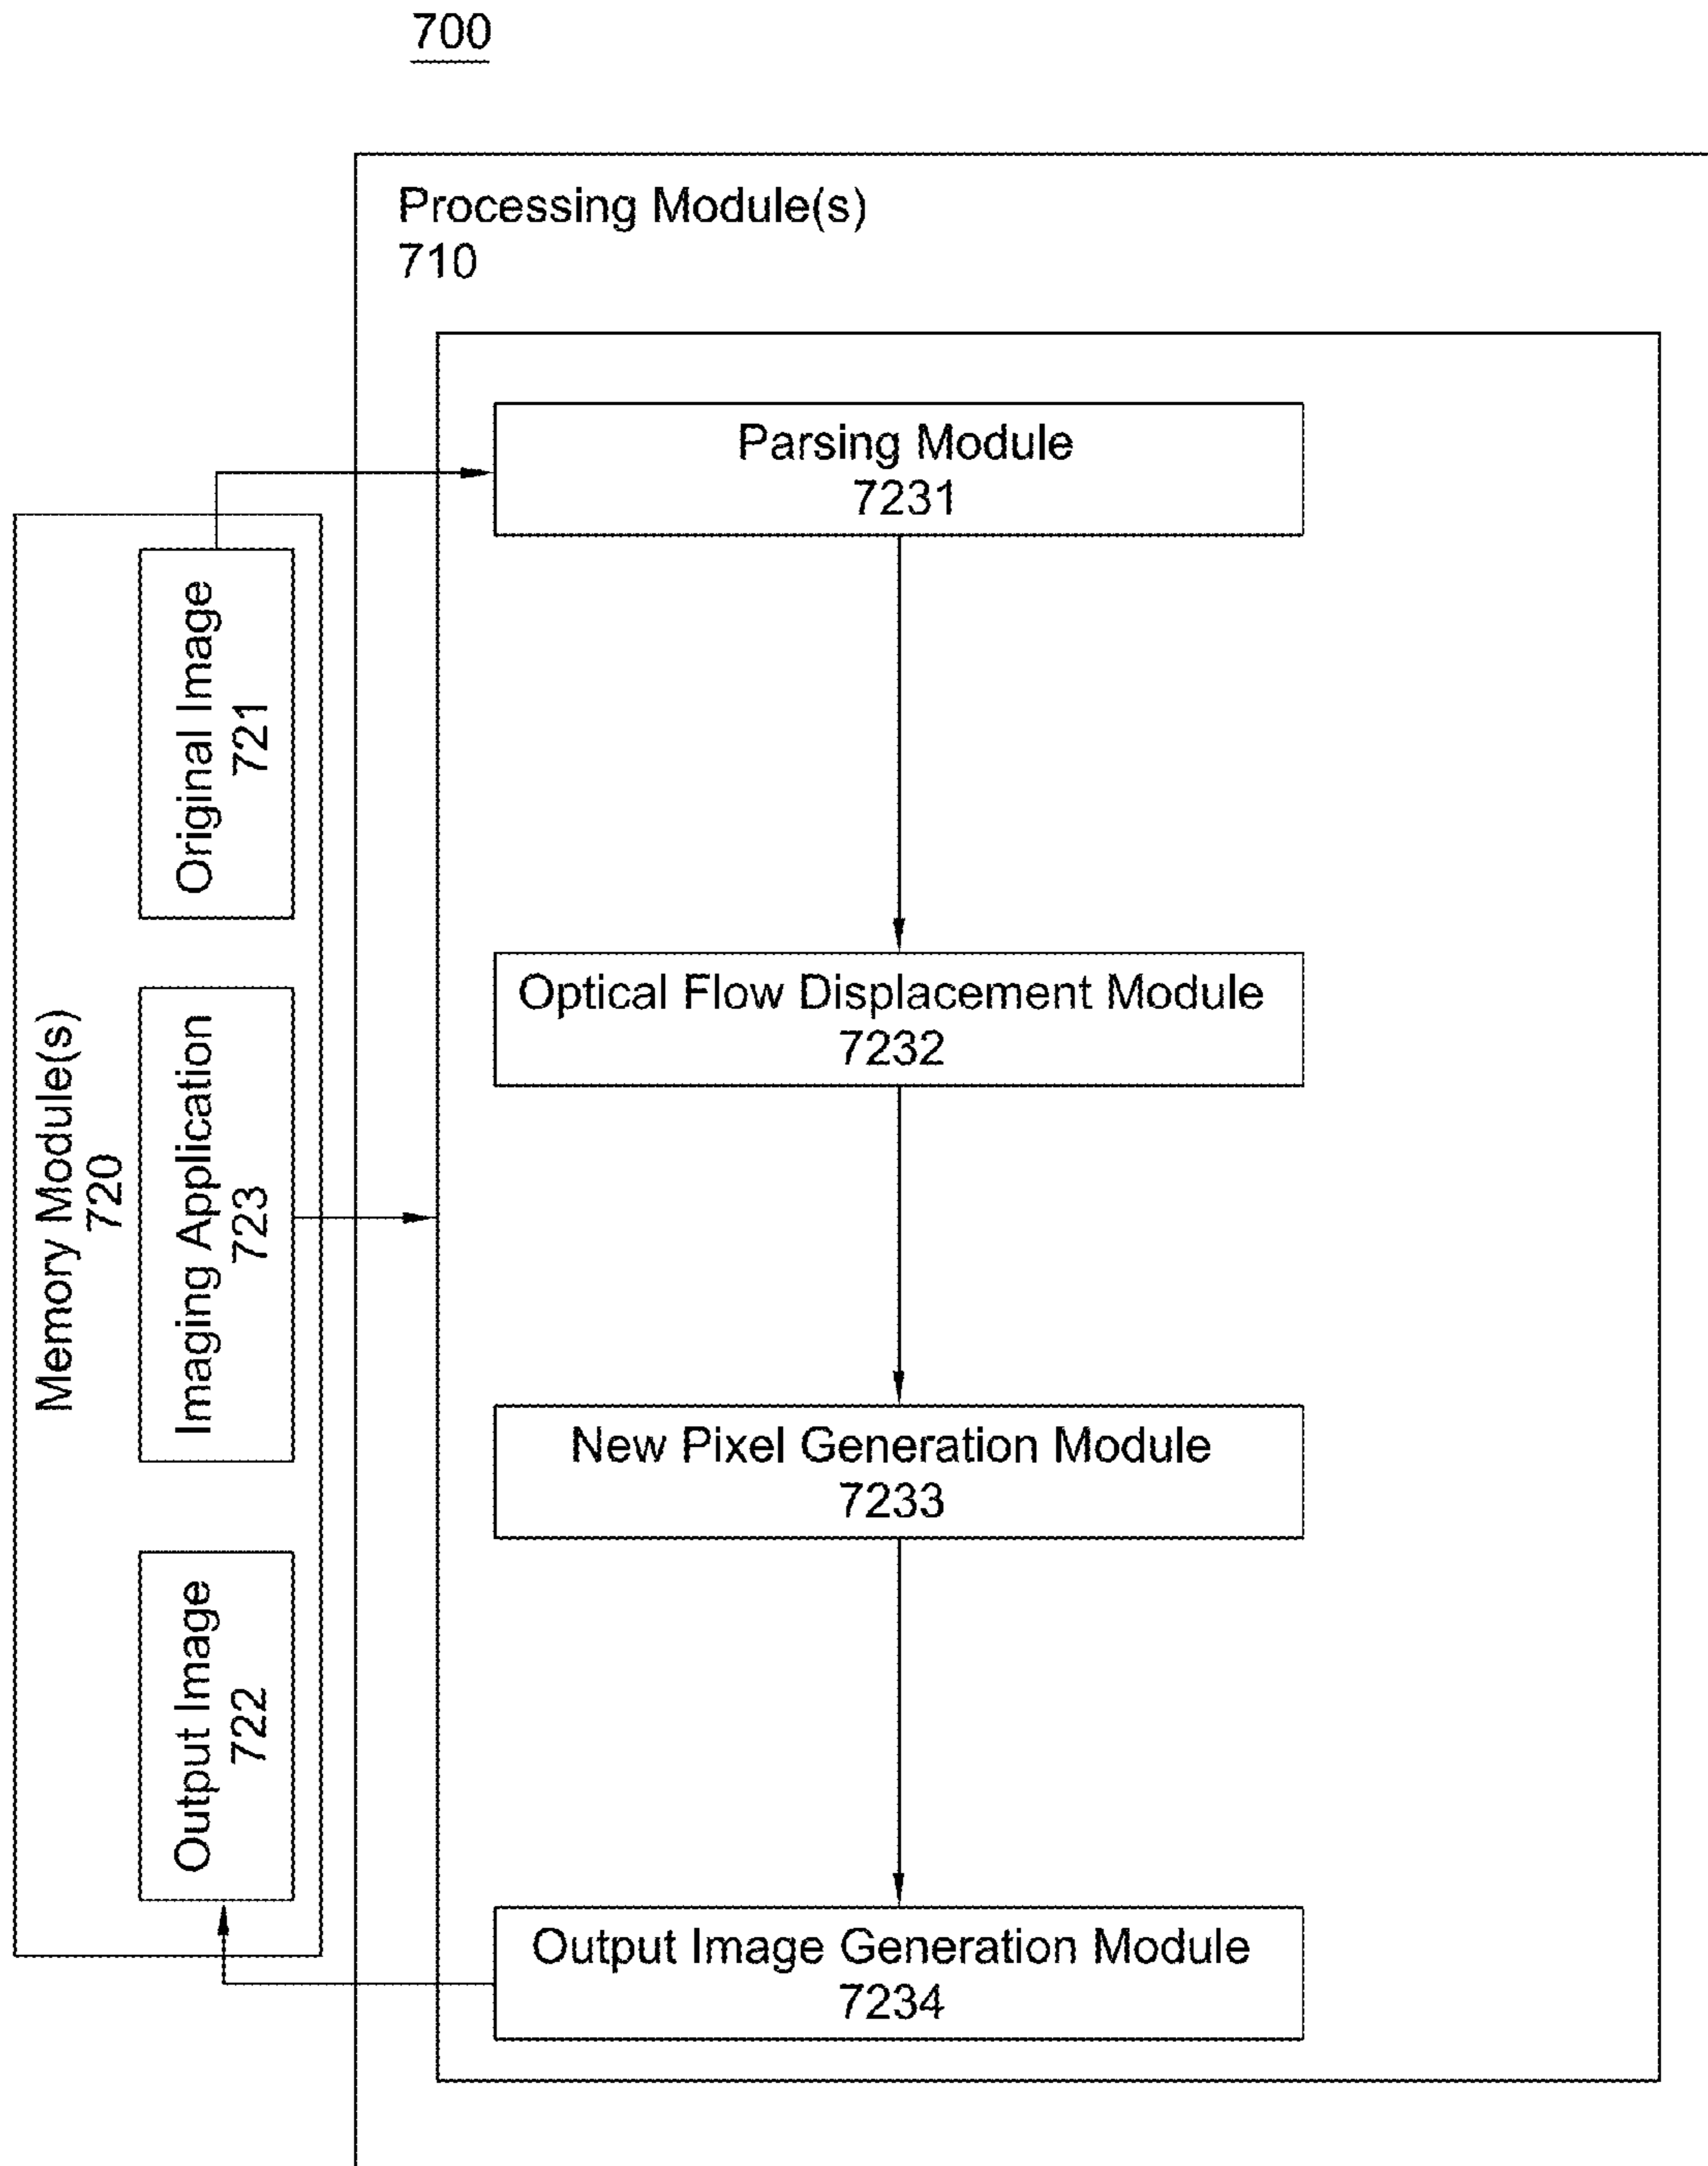 700
Processing Module(s)
710
Parsing Module
7231
Optical Flow Displacement Module
7232
New Pixel Generation Module
7233
Output Image Generation Module
7234
Memory Module(s)
720
Original Image
721
Imaging Application
723
Output Image
722